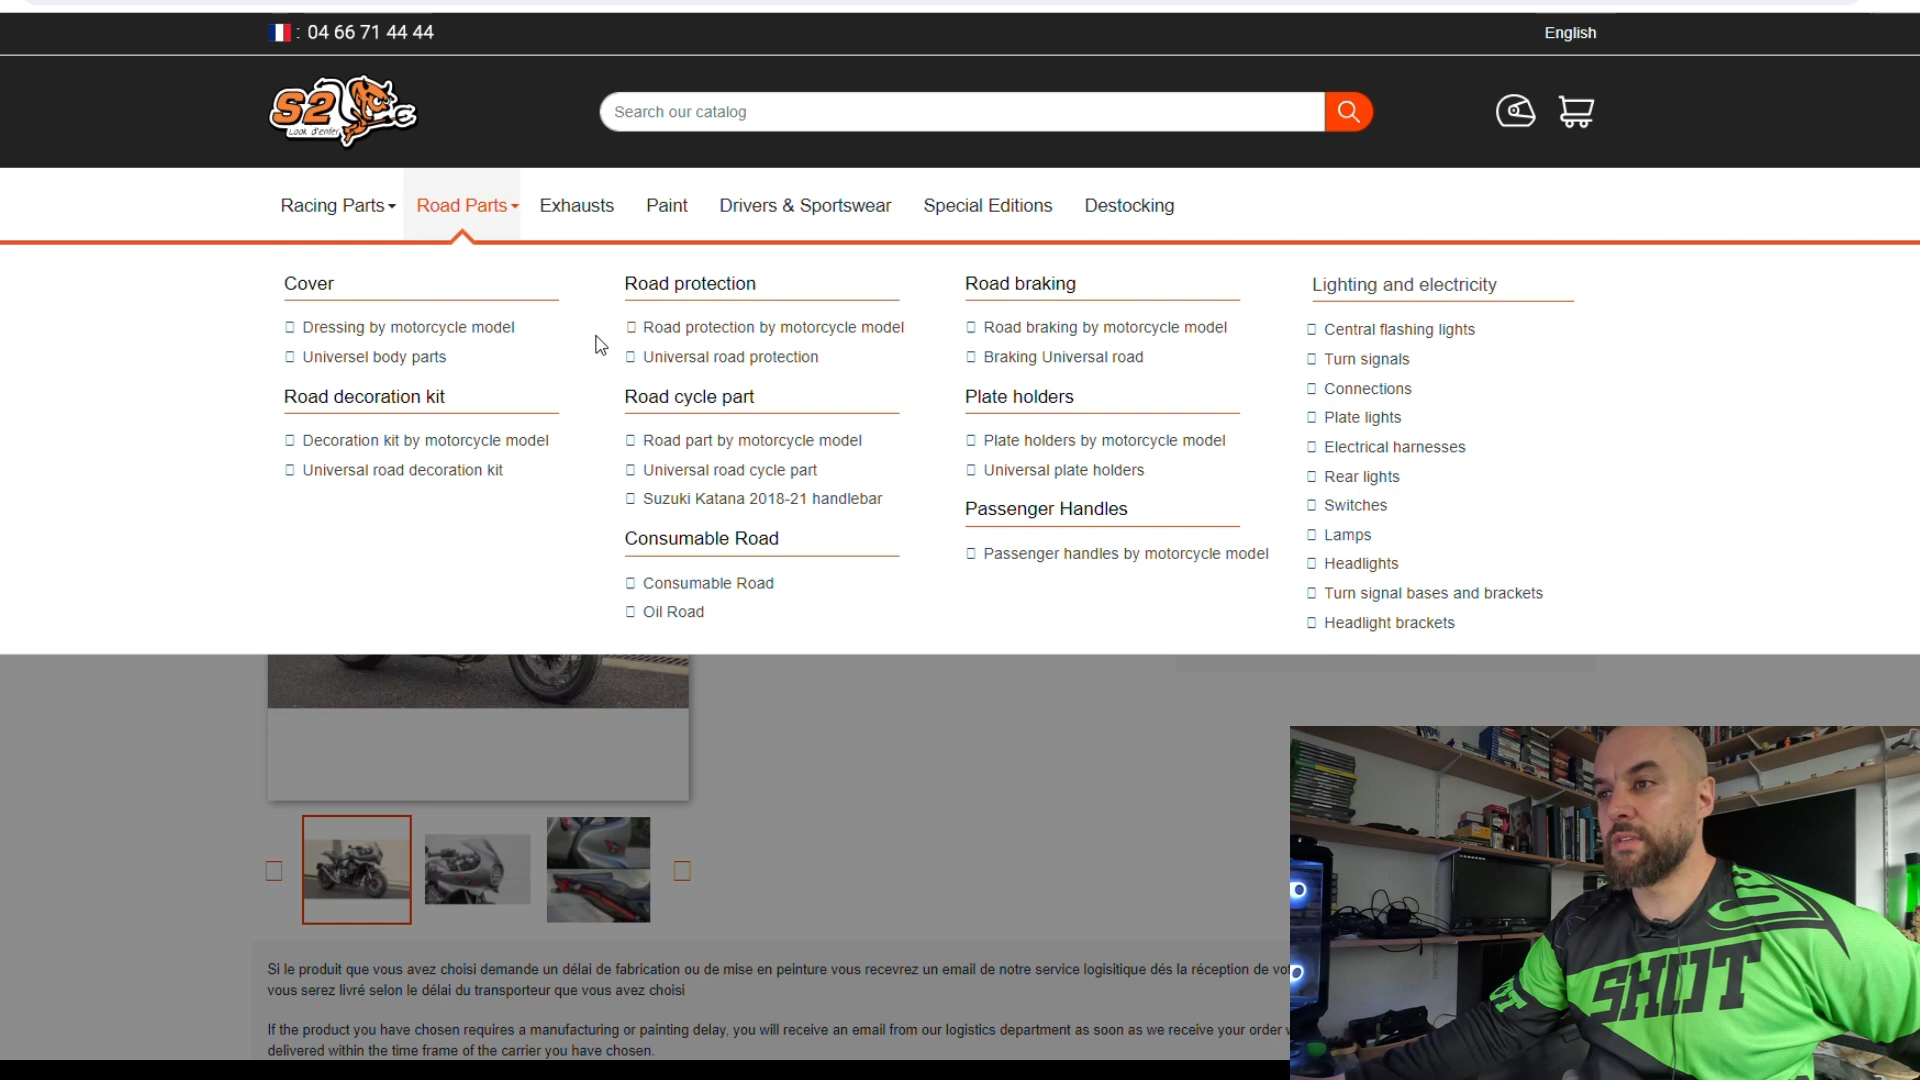 : 04 66 71 44 44
English
S2
Look d'enfer
Search our catalog
Racing Parts
Road Parts
Exhausts
Paint
Drivers & Sportswear
Special Editions
Destocking
Cover
Dressing by motorcycle model
Universel body parts
Road decoration kit
Decoration kit by motorcycle model
Universal road decoration kit
Road protection
Road protection by motorcycle model
Universal road protection
Road cycle part
Road part by motorcycle model
Universal road cycle part
Suzuki Katana 2018-21 handlebar
Consumable Road
Consumable Road
Oil Road
Road braking
Road braking by motorcycle model
Braking Universal road
Plate holders
Plate holders by motorcycle model
Universal plate holders
Passenger Handles
Passenger handles by motorcycle model
Lighting and electricity
Central flashing lights
Turn signals
Connections
Plate lights
Electrical harnesses
Rear lights
Switches
Lamps
Headlights
Turn signal bases and brackets
Headlight brackets
Si le produit que vous avez choisi demande un délai de fabrication ou de mise en peinture vous recevrez un email de notre service logisitique dés la réception de
vous serez livré selon le délai du transporteur que vous avez choisi
If the product you have chosen requires a manufacturing or painting delay, you will receive an email from our logistics department as soon as we receive your order
delivered within the time frame of the carrier you have chosen.
SHOT